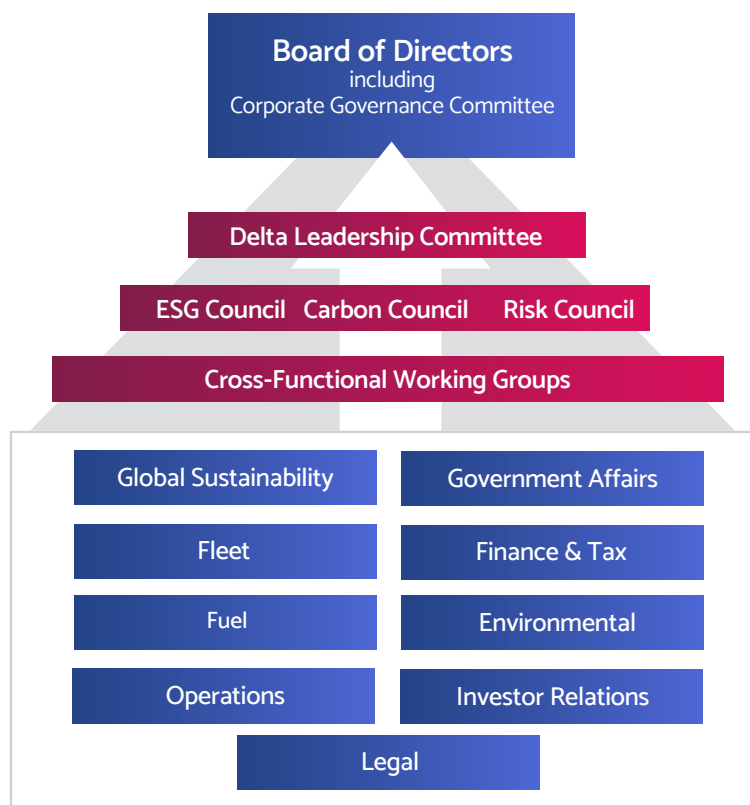 Board of Directors
including
Corporate Governance Committee
Delta Leadership Committee
ESG Council Carbon Council Risk Council
Cross-Functional Working Groups
Global Sustainability
Government Affairs
Fleet
Finance & Tax
Fuel
Environmental
Operations
Investor Relations
Legal